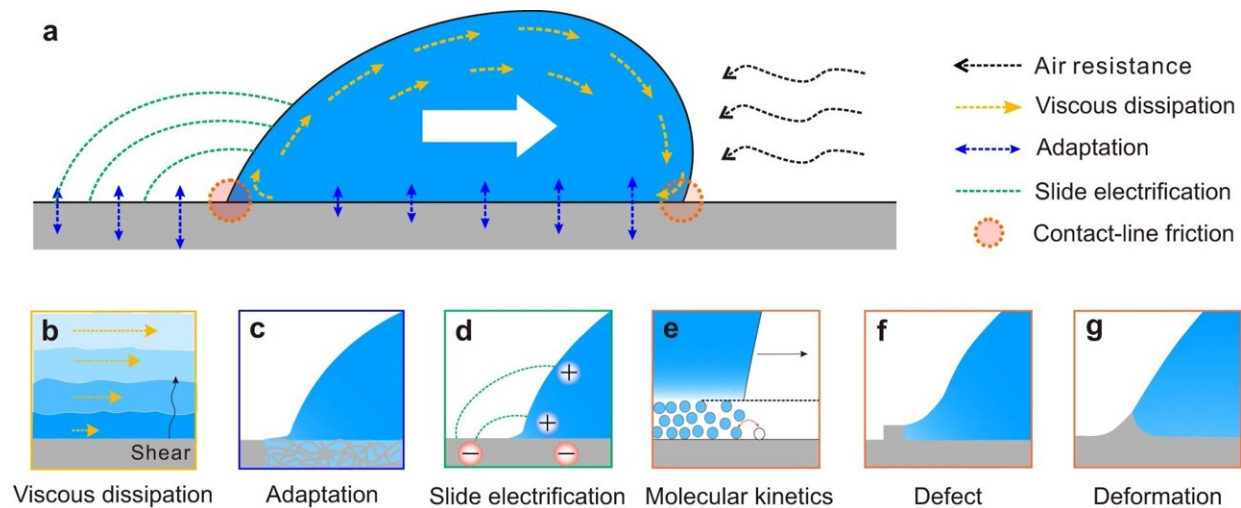 a
Air resistance
Viscous dissipation
Adaptation
Slide electrification
Contact-line friction
b
Shear
c
d
+
+
−
−
e
f
g
Viscous dissipation
Adaptation
Slide electrification
Molecular kinetics
Defect
Deformation